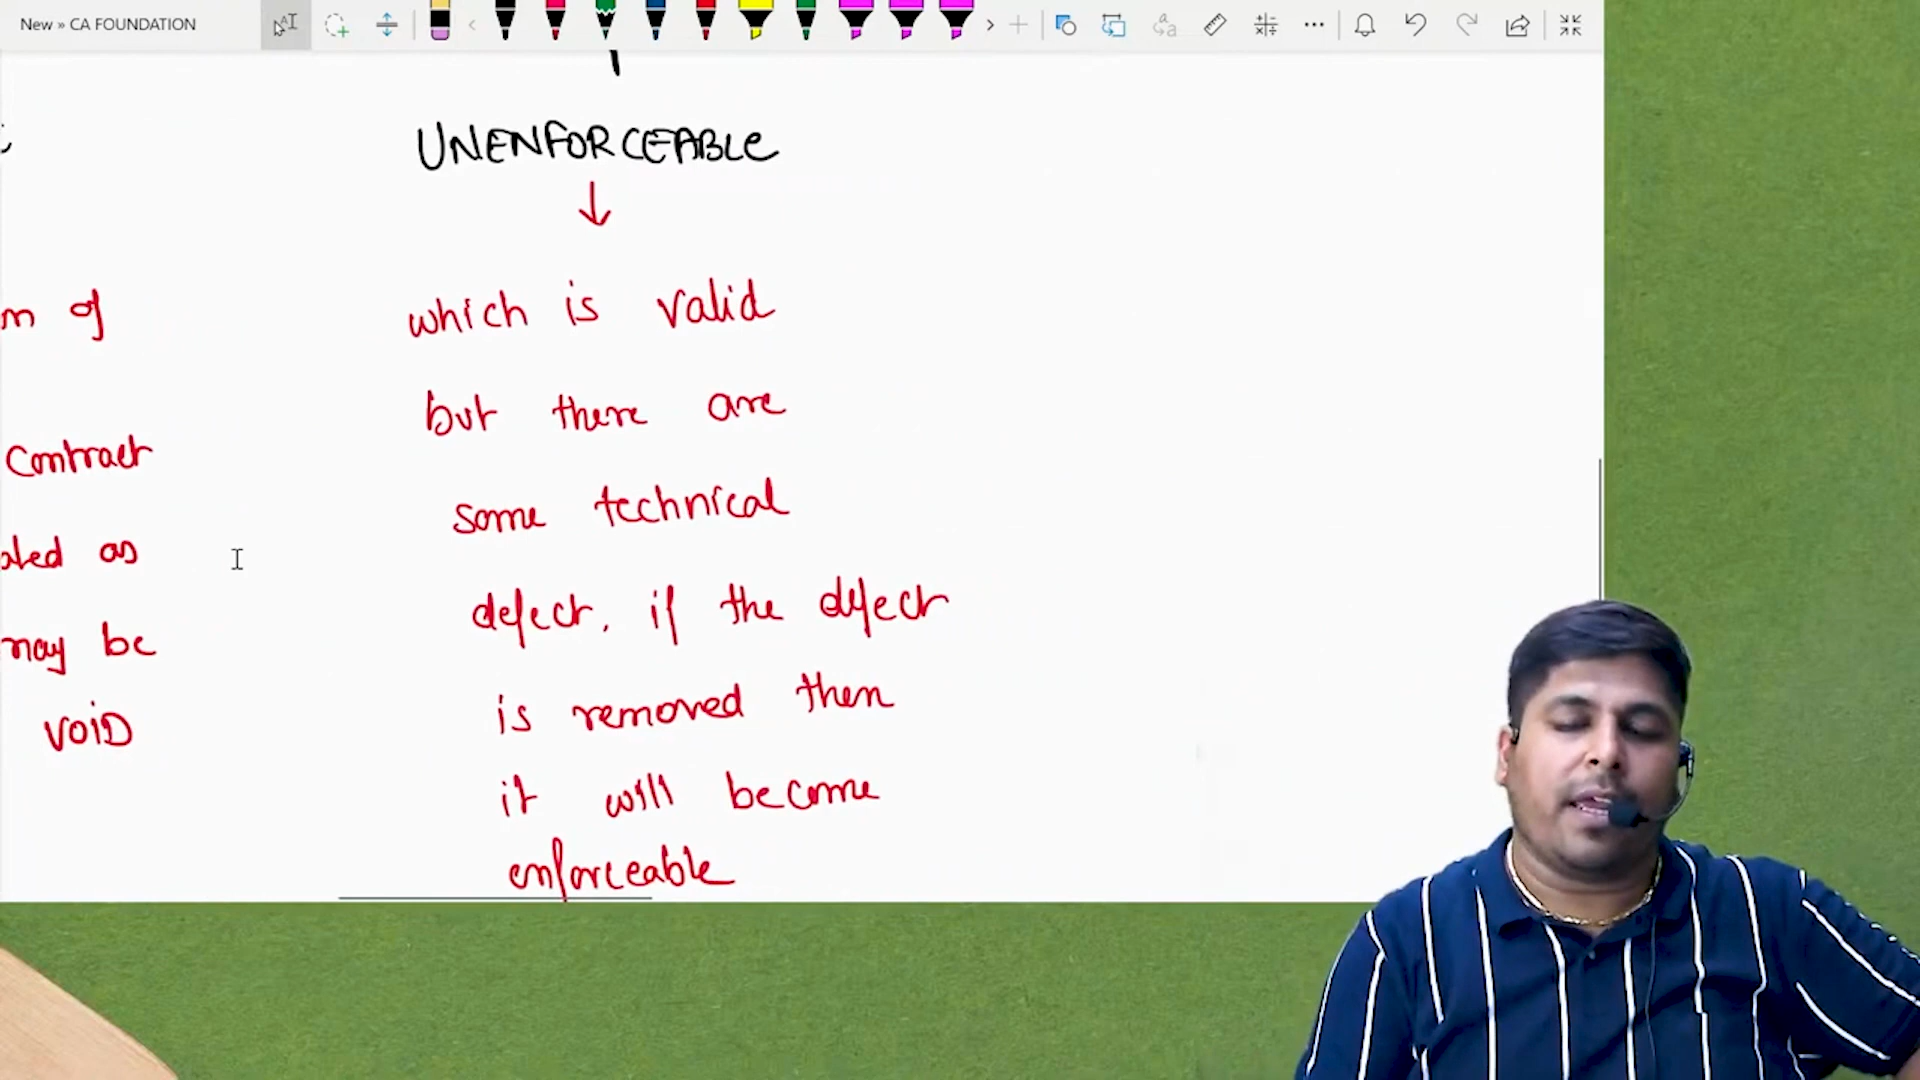 New » CA FOUNDATION
UNENFORCEABLE
which is valid
but there are
some technical
defect. if the defect
is removed then
it will become
enforceable
of
Contract
as
may be
VOID